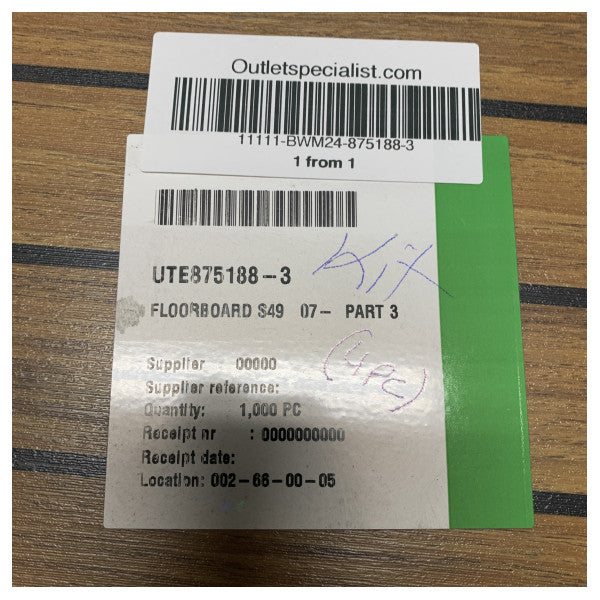 Outletspecialist.com
11111-BWM24-875188-3
1 from 1
UTE875188-3
Kit
FLOORBOARD S49 07- PART 3
(4PC)
Supplier 00000
Supplier reference:
Quantity: 1,000 PC
Receipt nr : 0000000000
Receipt date:
Location: 002-66-00-05